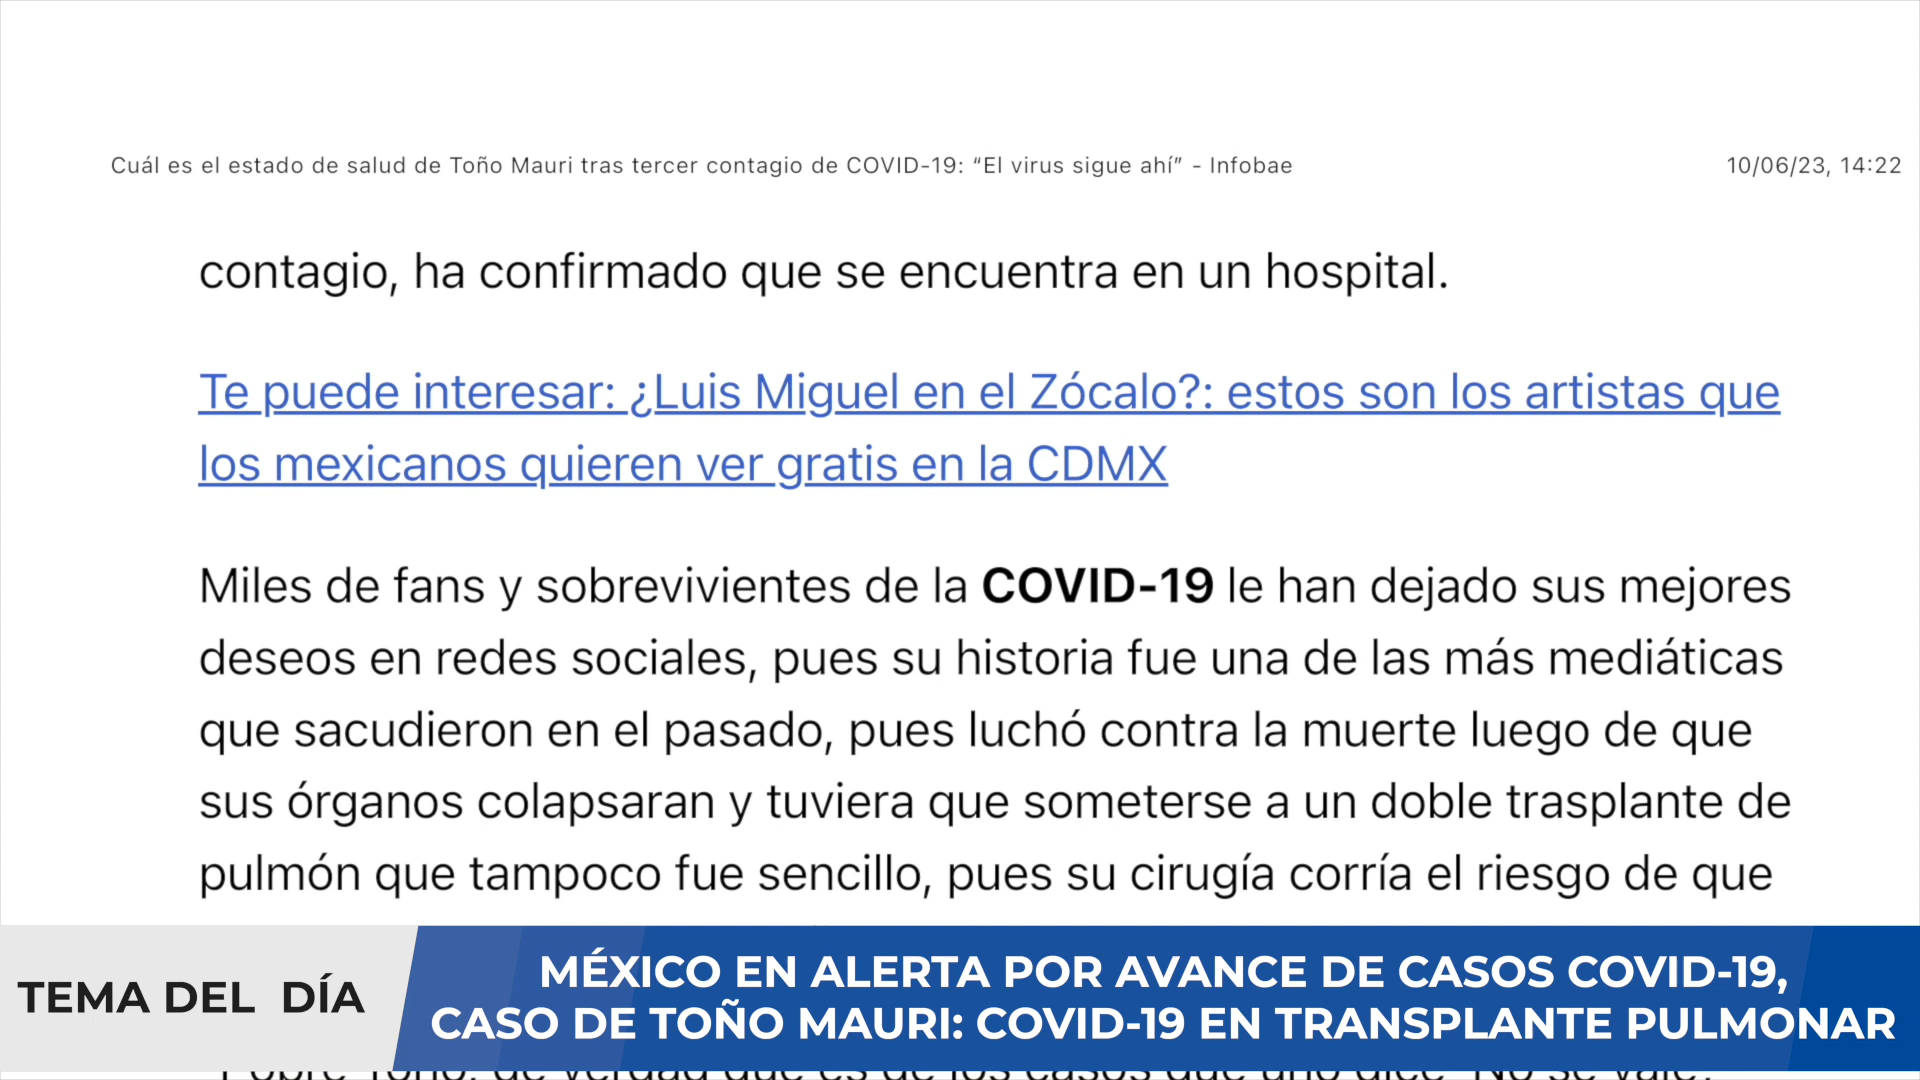 Cuál es el estado de salud de Toño Mauri tras tercer contagio de COVID-19: “El virus sigue ahí” - Infobae
10/06/23, 14:22
contagio, ha confirmado que se encuentra en un hospital.
Te puede interesar: ¿Luis Miguel en el Zócalo?: estos son los artistas que
los mexicanos quieren ver gratis en la CDMX
Miles de fans y sobrevivientes de la COVID-19 le han dejado sus mejores
deseos en redes sociales, pues su historia fue una de las más mediáticas
que sacudieron en el pasado, pues luchó contra la muerte luego de que
sus órganos colapsaran y tuviera que someterse a un doble trasplante de
pulmón que tampoco fue sencillo, pues su cirugía corría el riesgo de que
TEMA DEL DÍA
MÉXICO EN ALERTA POR AVANCE DE CASOS COVID-19,
CASO DE TOÑO MAURI: COVID-19 EN TRANSPLANTE PULMONAR